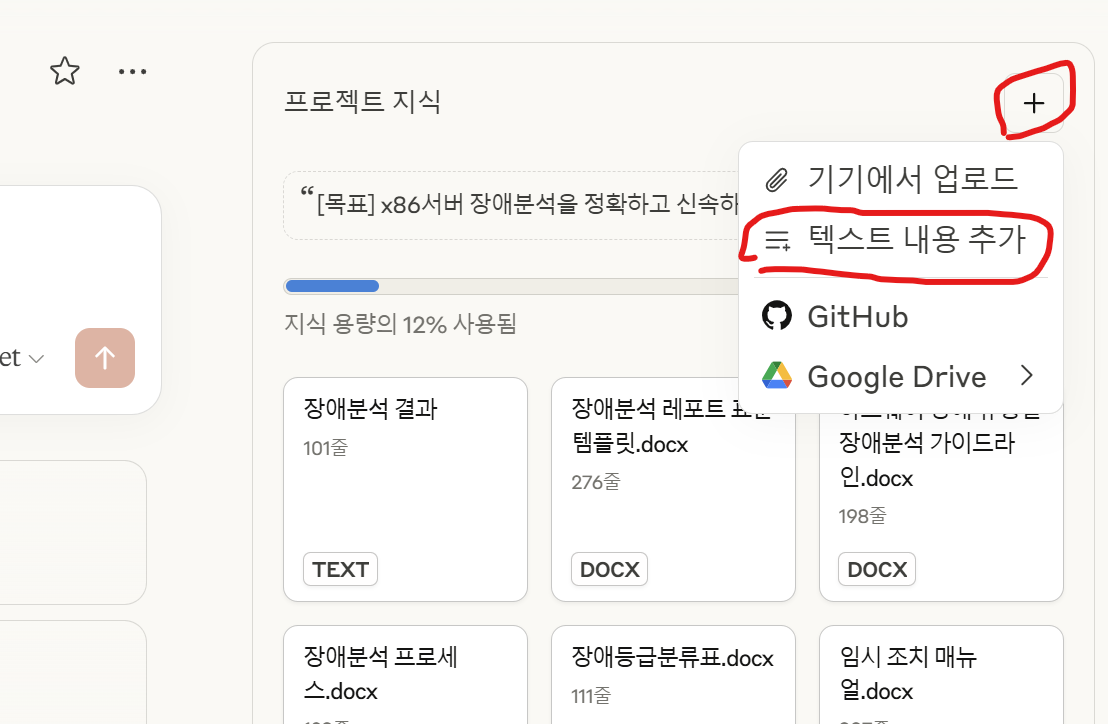 프로젝트 지식
+
기기에서 업로드
“[목표] x86서버 장애분석을 정확하고 신속하
텍스트 내용 추가
지식 용량의 12% 사용됨
GitHub
et
Google Drive
장애분석 결과
101줄
TEXT
장애분석 레포트
템플릿.docx
276줄
DOCX
장애분석 가이드라
인.docx
198줄
DOCX
장애분석 프로세
스.docx
장애등급분류표.docx
111줄
임시 조치 매뉴
얼.docx